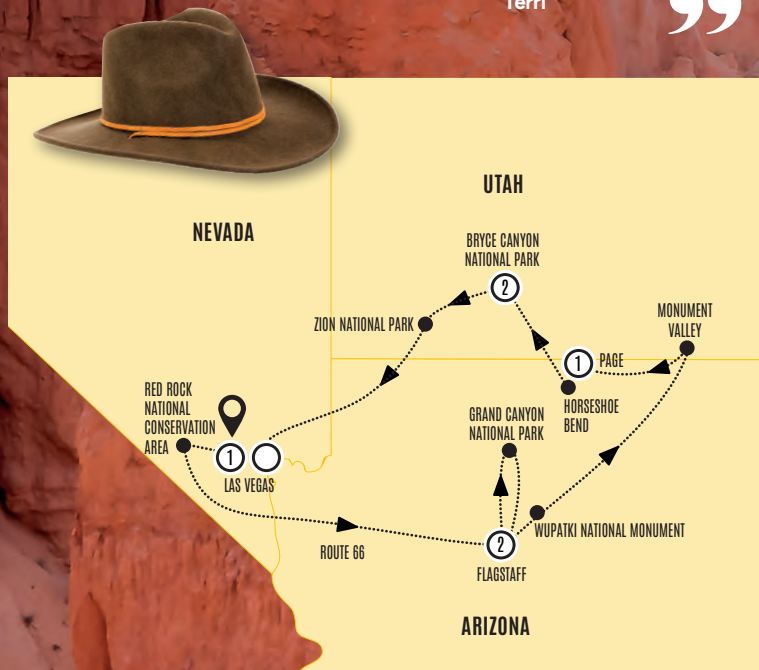 Terri
”
UTAH
NEVADA
BRYCE CANYON
NATIONAL PARK
2
ZION NATIONAL PARK
MONUMENT
VALLEY
1
PAGE
HORSESHOE
BEND
RED ROCK
NATIONAL
CONSERVATION
AREA
1
LAS VEGAS
GRAND CANYON
NATIONAL PARK
WUPATKI NATIONAL MONUMENT
2
FLAGSTAFF
ROUTE 66
ARIZONA